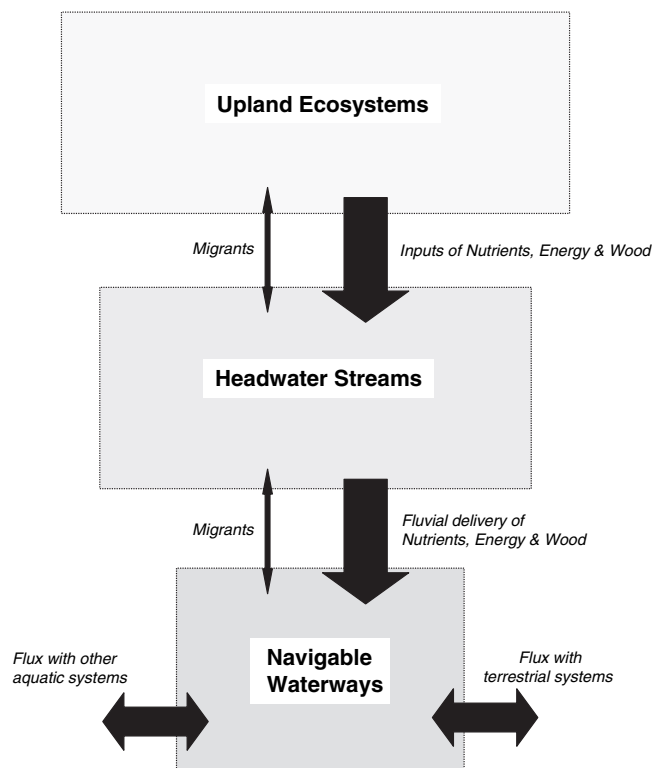 Upland Ecosystems
Migrants
Inputs of Nutrients, Energy & Wood
Headwater Streams
Migrants
Fluvial delivery of
Nutrients, Energy & Wood
Flux with other
aquatic systems
Navigable
Waterways
Flux with
terrestrial systems